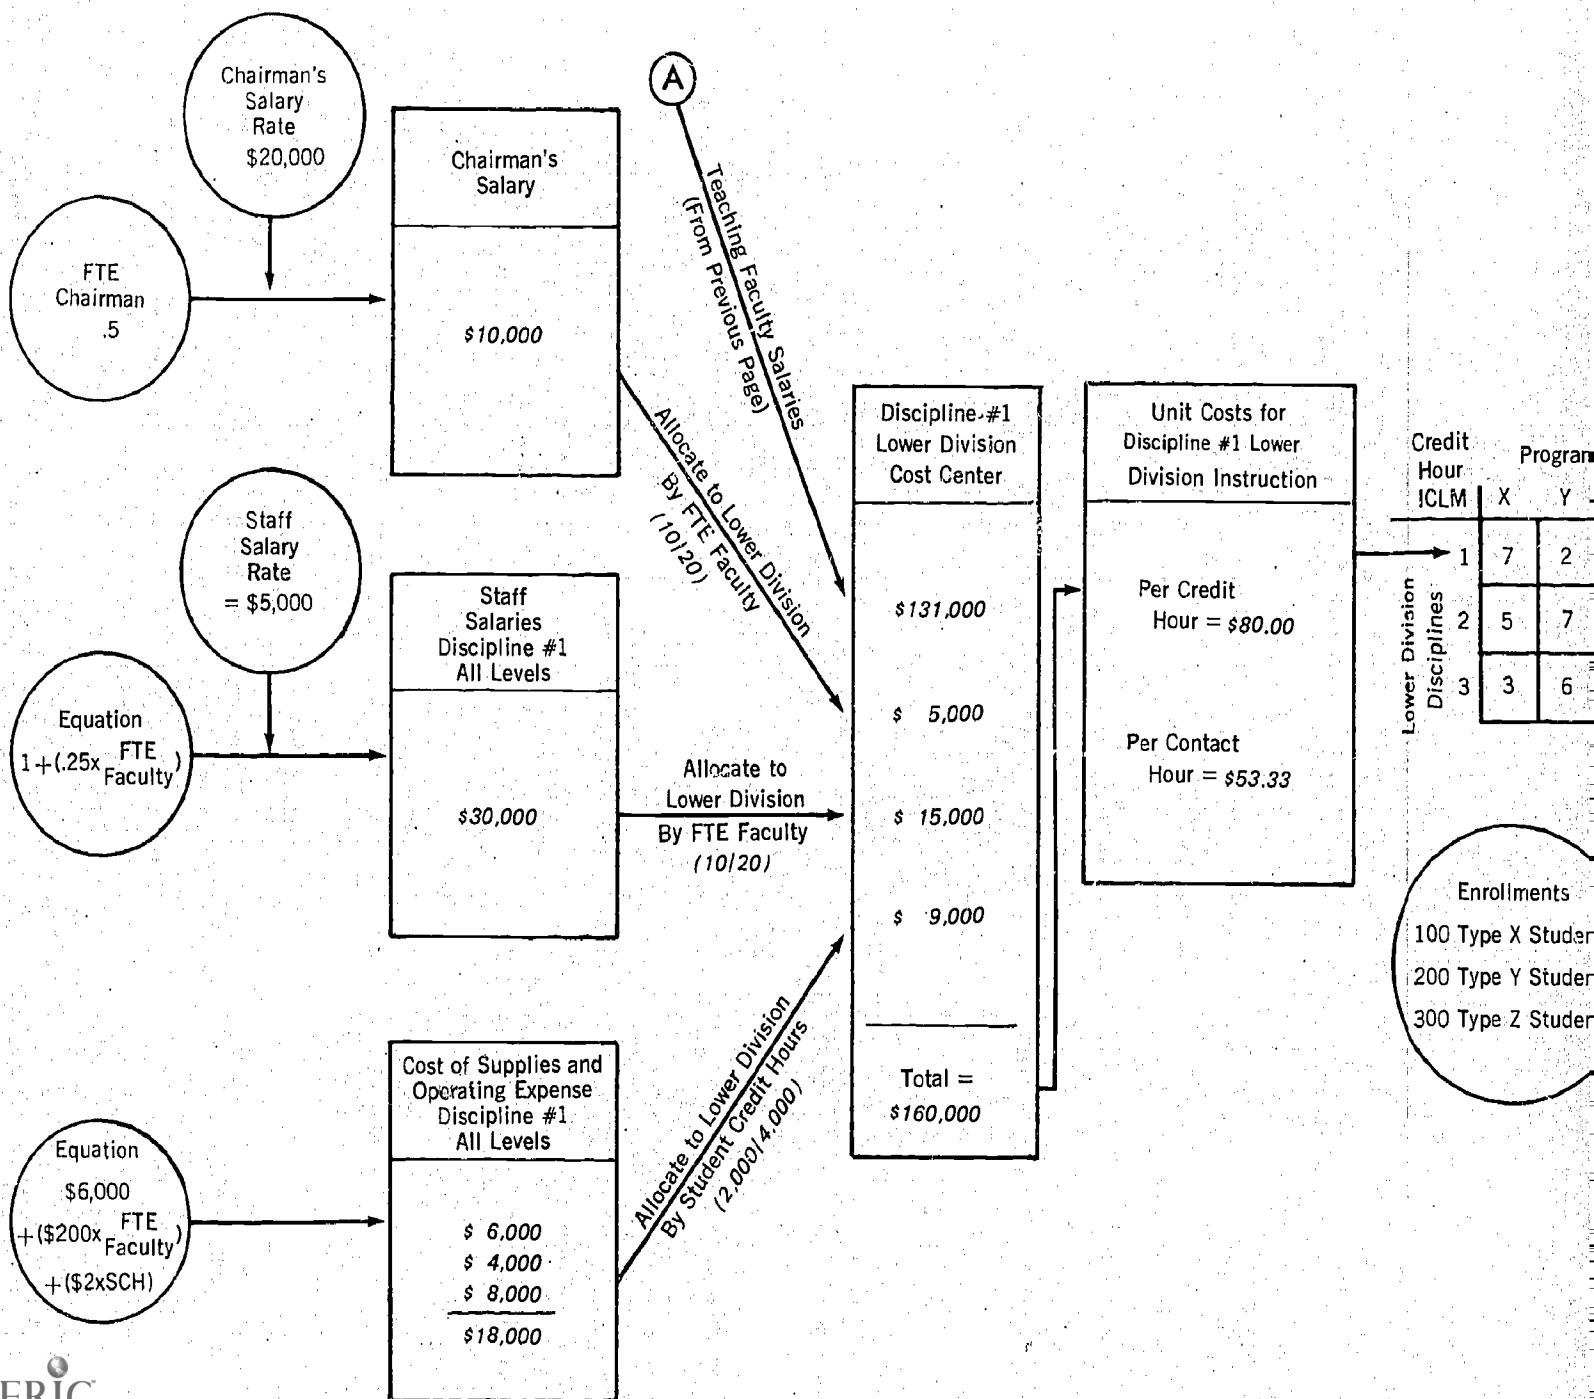 Chairman's
Salary
Rate
$20,000
FTE
Chairman
.5
Chairman's
Salary
$10,000
A
Teaching Faculty Salaries
(From Previous Page)
Allocate to Lower Division
By FTE Faculty
(10/20)
Staff
Salary
Rate
= $5,000
Equation
1+(.25x FTE Faculty)
Staff
Salaries
Discipline #1
All Levels
$30,000
Allocate to
Lower Division
By FTE Faculty
(10/20)
Equation
$6,000
+($200x FTE Faculty)
+($2xSCH)
Cost of Supplies and
Operating Expense
Discipline #1
All Levels
$ 6,000
$ 4,000
$ 8,000
$18,000
Allocate to Lower Division
By Student Credit Hours
(2,000/4,000)
Discipline #1
Lower Division
Cost Center
$131,000
$ 5,000
$ 15,000
$ 9,000
Total =
$160,000
Unit Costs for
Discipline #1 Lower
Division Instruction
Per Credit
Hour = $80.00
Per Contact
Hour = $53.33
Credit
Hour
ICLM
Program
X Y
Lower Division
Disciplines
1 7 2
2 5 7
3 3 6
Enrollments
100 Type X Studen
200 Type Y Studen
300 Type Z Studen
ERIC